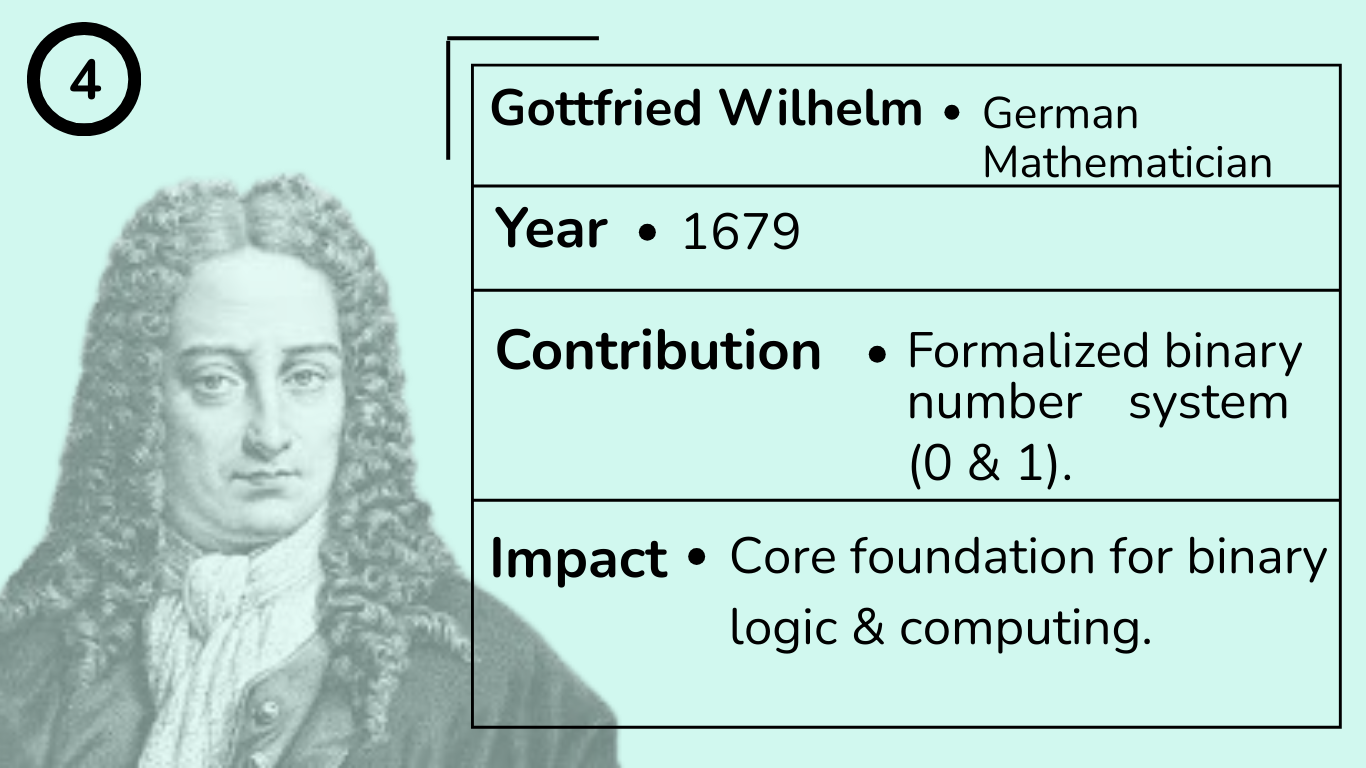 4
Gottfried Wilhelm • German
Mathematician
Year • 1679
Contribution • Formalized binary
number system
(0 & 1).
Impact • Core foundation for binary
logic & computing.